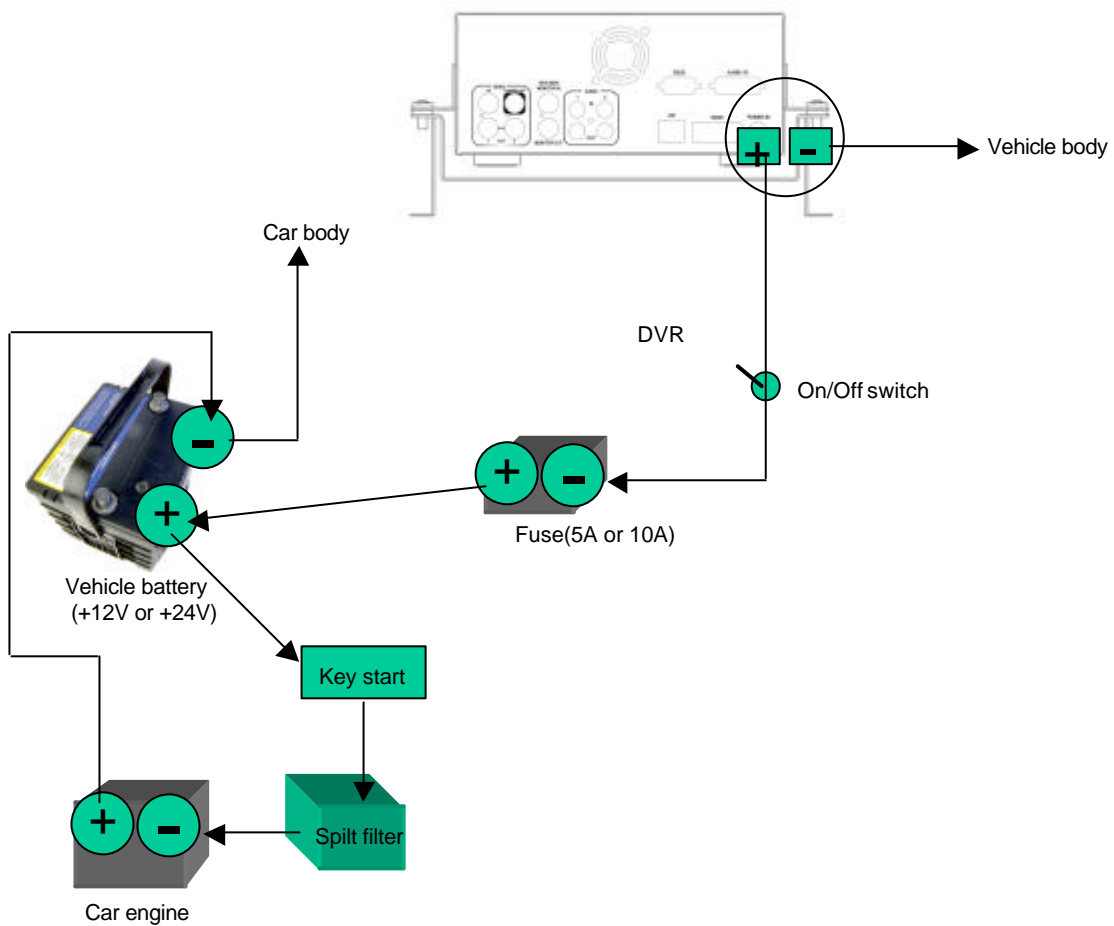 +
-
Vehicle body
Car body
DVR
On/Off switch
-
+
-
+
Fuse(5A or 10A)
Vehicle battery
(+12V or +24V)
Key start
+
-
Spilt filter
Car engine